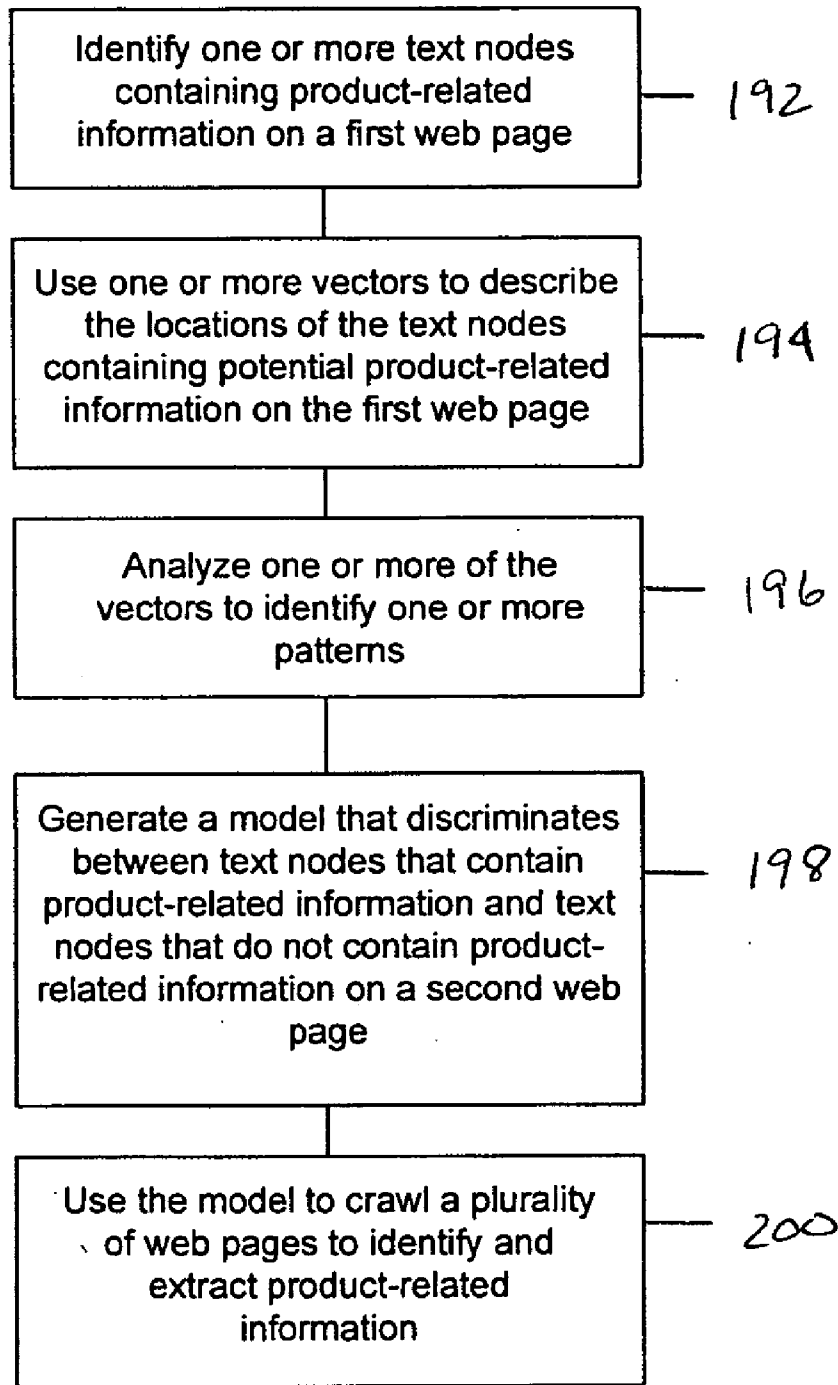 Identify one or more text nodes
containing product-related
information on a first web page
192
Use one or more vectors to describe
the locations of the text nodes
containing potential product-related
information on the first web page
194
Analyze one or more of the
vectors to identify one or more
patterns
196
Generate a model that discriminates
between text nodes that contain
product-related information and text
nodes that do not contain product-
related information on a second web
page
198
Use the model to crawl a plurality
of web pages to identify and
extract product-related
information
200